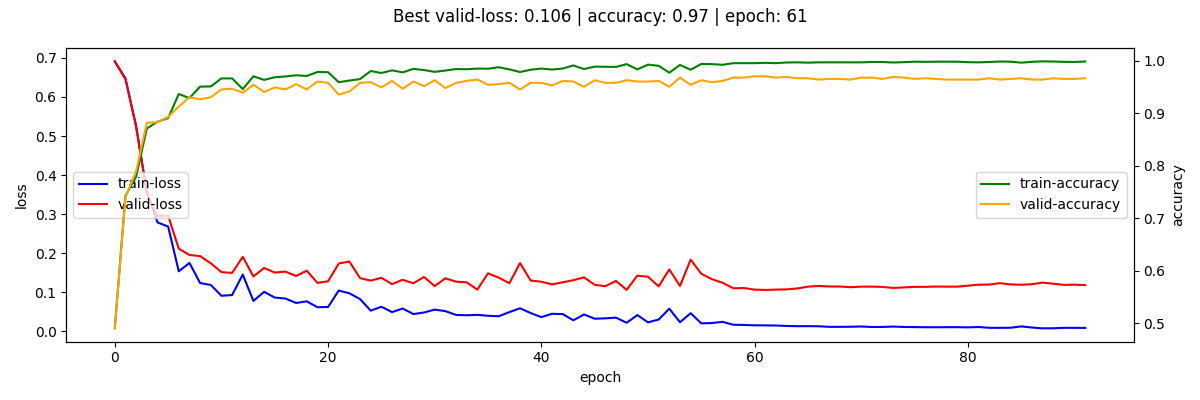 Best valid-loss: 0.106 | accuracy: 0.97 | epoch: 61
0.7
0.6
0.5
0.4
0.3
0.2
0.1
0.0
loss
train-loss
valid-loss
train-accuracy
valid-accuracy
1.0
0.9
0.8
0.7
0.6
0.5
accuracy
0
20
40
60
80
epoch